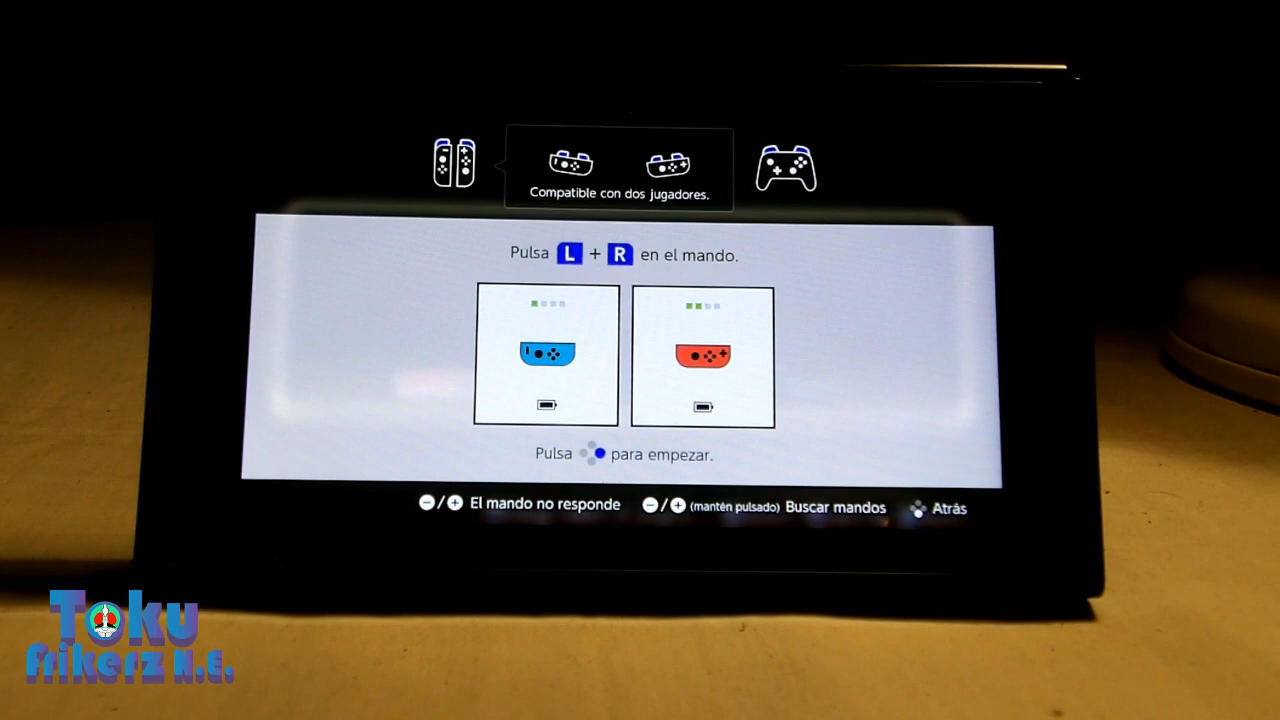 Compatible con dos jugadores.
Pulsa L + R en el mando.
Pulsa para empezar.
-/+ El mando no responde -/+ (mantén pulsado) Buscar mandos Atrás
Toku
frikerz N.E.